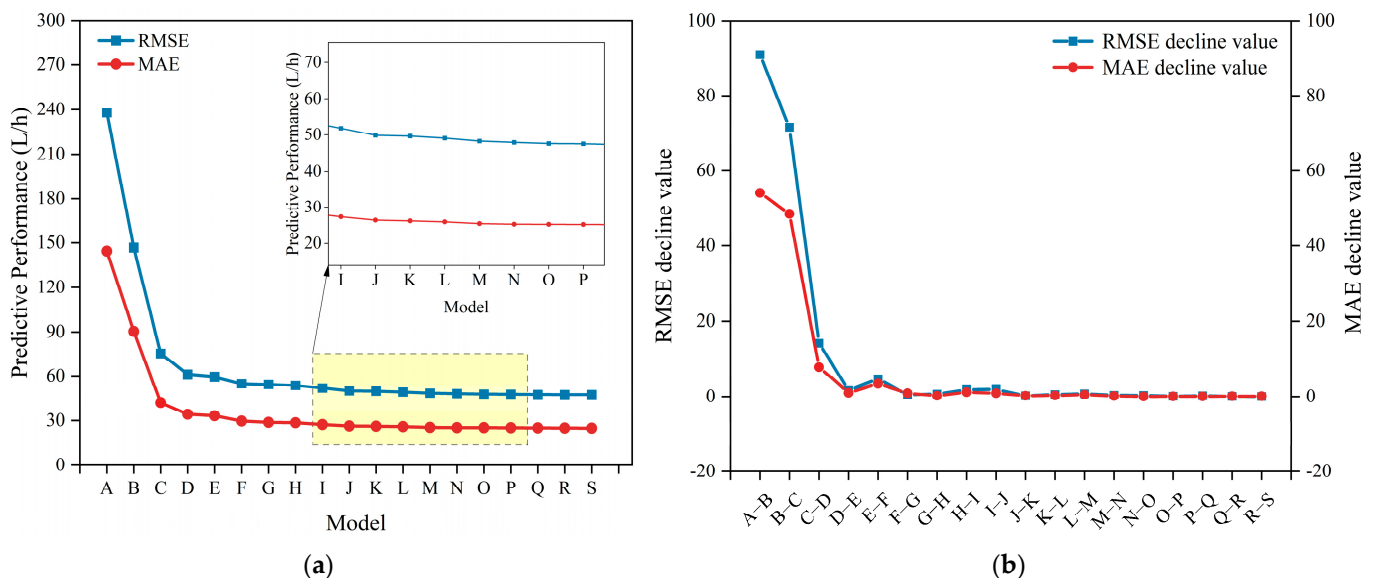 300
270
240
210
180
150
120
90
60
30
0
Predictive Performance (L/h)
RMSE
MAE
70
60
50
40
30
20
Predictive Performance (L/h)
I J K L M N O P
Model
A B C D E F G H I J K L M N O P Q R S
Model
(a)
100
80
60
40
20
0
-20
RMSE decline value
RMSE decline value
MAE decline value
100
80
60
40
20
0
-20
MAE decline value
A–B B–C C–D D–E E–F F–G G–H H–I I–J J–K K–L L–M M–N N–O O–P P–Q Q–R R–S
(b)